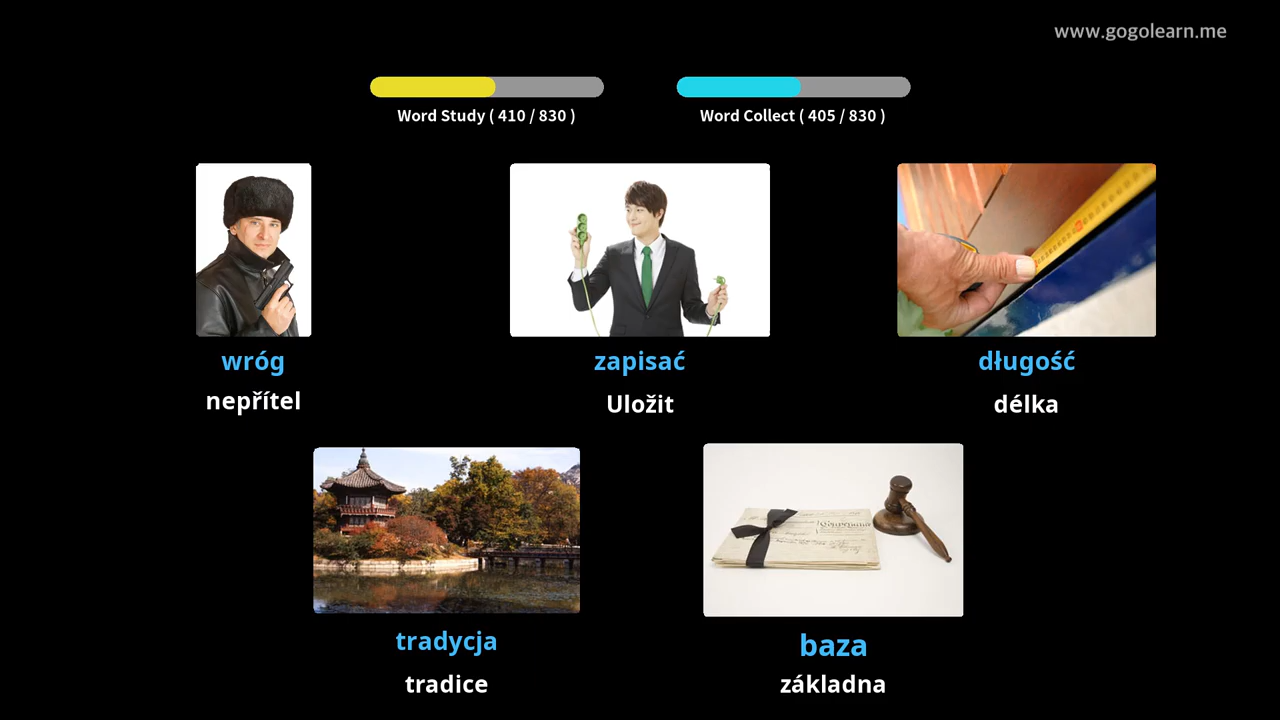 www.gogolearn.me
Word Study ( 410 / 830 )
Word Collect ( 405 / 830 )
wróg
nepřítel
zapisać
Uložit
długość
délka
tradycja
tradice
baza
základna